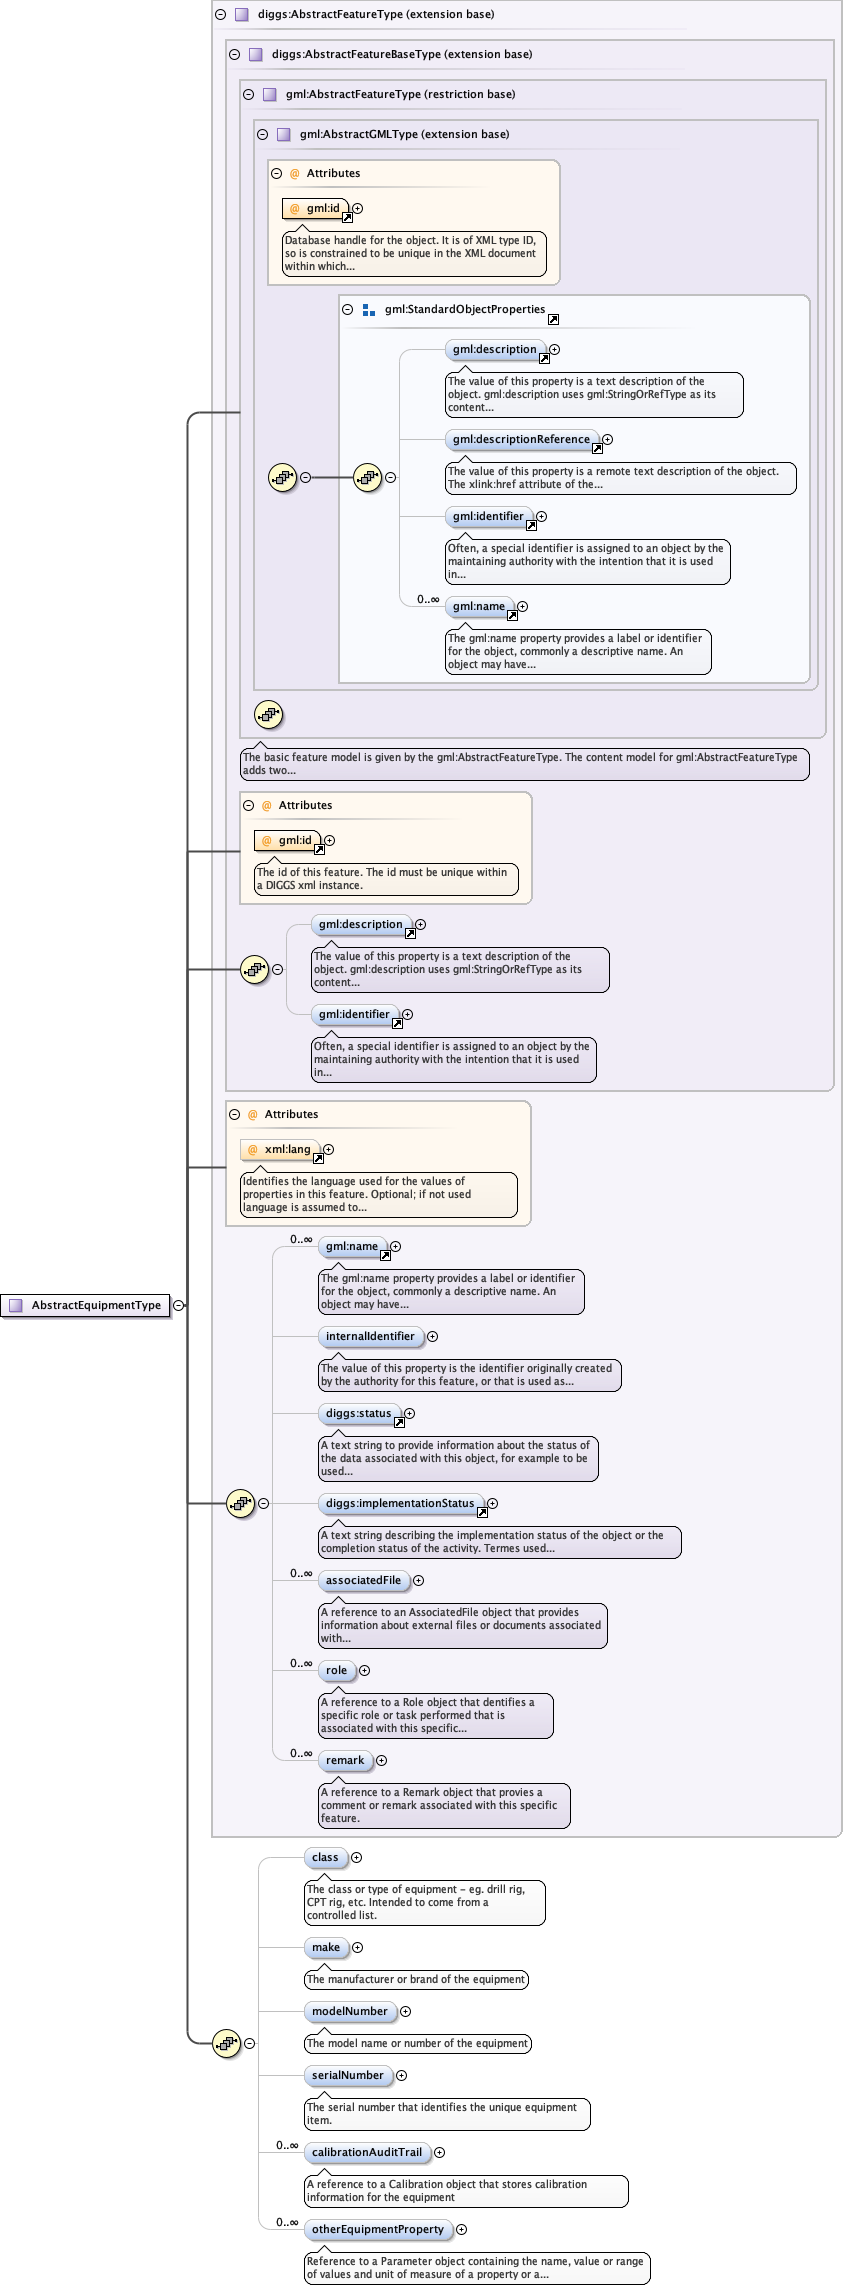 diggs:AbstractFeatureType (extension base)
diggs:AbstractFeatureBaseType (extension base)
gml:AbstractFeatureType (restriction base)
gml:AbstractGMLType (extension base)
@ Attributes
@ gml:id
Database handle for the object. It is of XML type ID,
so is constrained to be unique in the XML document
within which...
gml:StandardObjectProperties
gml:description
The value of this property is a text description of the
object. gml:description uses gml:StringOrRefType as its
content...
gml:descriptionReference
The value of this property is a remote text description of the object.
The xlink:href attribute of the...
gml:identifier
Often, a special identifier is assigned to an object by the
maintaining authority with the intention that it is used
in...
0..∞
gml:name
The gml:name property provides a label or identifier
for the object, commonly a descriptive name. An
object may have...
The basic feature model is given by the gml:AbstractFeatureType. The content model for gml:AbstractFeatureType
adds two...
@ Attributes
@ gml:id
The id of this feature. The id must be unique within
a DIGGS xml instance.
gml:description
The value of this property is a text description of the
object. gml:description uses gml:StringOrRefType as its
content...
gml:identifier
Often, a special identifier is assigned to an object by the
maintaining authority with the intention that it is used
in...
@ Attributes
@ xml:lang
Identifies the language used for the values of
properties in this feature. Optional; if not used
language is assumed to...
0..∞
gml:name
The gml:name property provides a label or identifier
for the object, commonly a descriptive name. An
object may have...
AbstractEquipmentType
internalIdentifier
The value of this property is the identifier originally created
by the authority for this feature, or that is used as...
diggs:status
A text string to provide information about the status of
the data associated with this object, for example to be
used...
diggs:implementationStatus
A text string describing the implementation status of the object or the
completion status of the activity. Termes used...
0..∞
associatedFile
A reference to an AssociatedFile object that provides
information about external files or documents associated
with...
0..∞
role
A reference to a Role object that dentifies a
specific role or task performed that is
associated with this specific...
0..∞
remark
A reference to a Remark object that provies a
comment or remark associated with this specific
feature.
class
The class or type of equipment - eg. drill rig,
CPT rig, etc. Intended to come from a
controlled list.
make
The manufacturer or brand of the equipment
modelNumber
The model name or number of the equipment
serialNumber
The serial number that identifies the unique equipment
item.
0..∞
calibrationAuditTrail
A reference to a Calibration object that stores calibration
information for the equipment
0..∞
otherEquipmentProperty
Reference to a Parameter object containing the name, value or range
of values and unit of measure of a property or a...